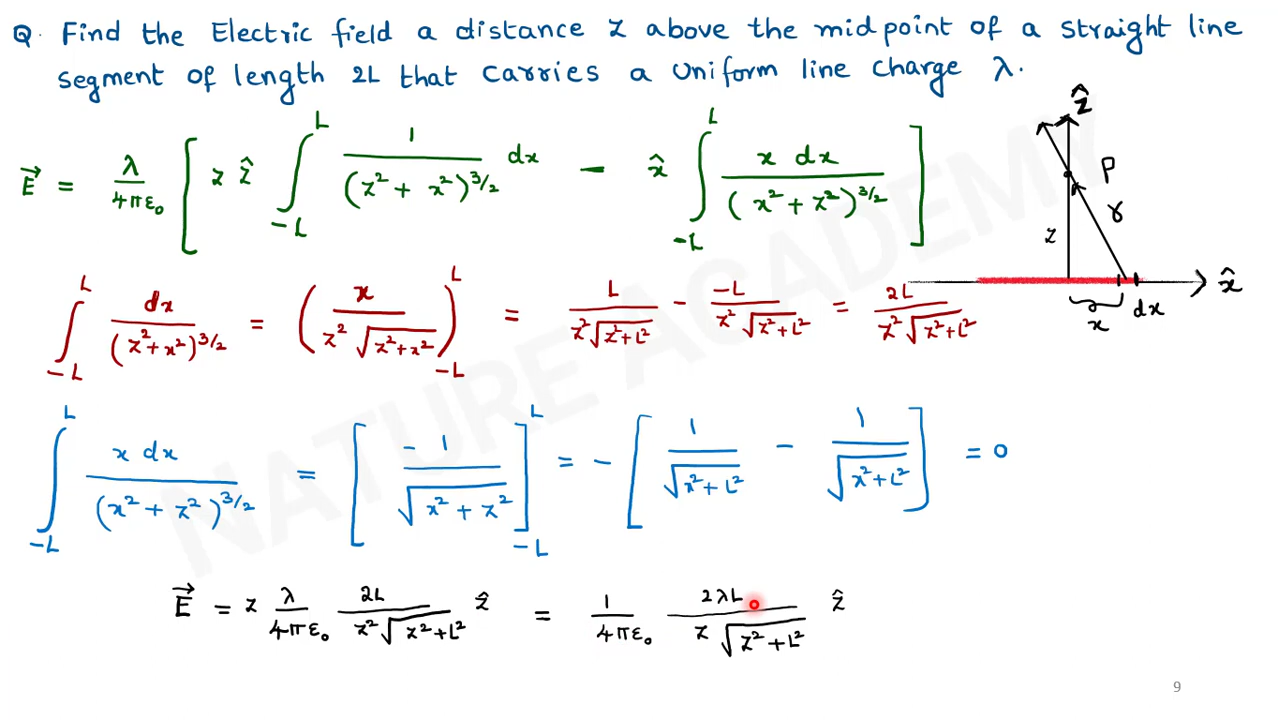 Q. Find the Electric field a distance z above the midpoint of a straight line
segment of length 2L that carries a Uniform line charge λ.
E⃗ = λ/4πε₀ [ z ẑ ∫_{-L}^{L} 1/(z² + x²)^{3/2} dx − x̂ ∫_{-L}^{L} x dx/(x² + z²)^{3/2} ]
ẑ
P
r
z
x̂
x
dx
∫_{-L}^{L} dx/(z² + x²)^{3/2} = ( x/(z² √(z² + x²)) )_{-L}^{L} = L/(z² √(z² + L²)) − -L/(z² √(z² + L²)) = 2L/(z² √(z² + L²))
∫_{-L}^{L} x dx/(x² + z²)^{3/2} = [ -1/√(x² + z²) ]_{-L}^{L} = − [ 1/√(x² + L²) − 1/√(x² + L²) ] = 0
E⃗ = z λ/4πε₀ 2L/(z² √(z² + L²)) ẑ = 1/4πε₀ 2λL/(z √(z² + L²)) ẑ
NATURE ACADEMY
9